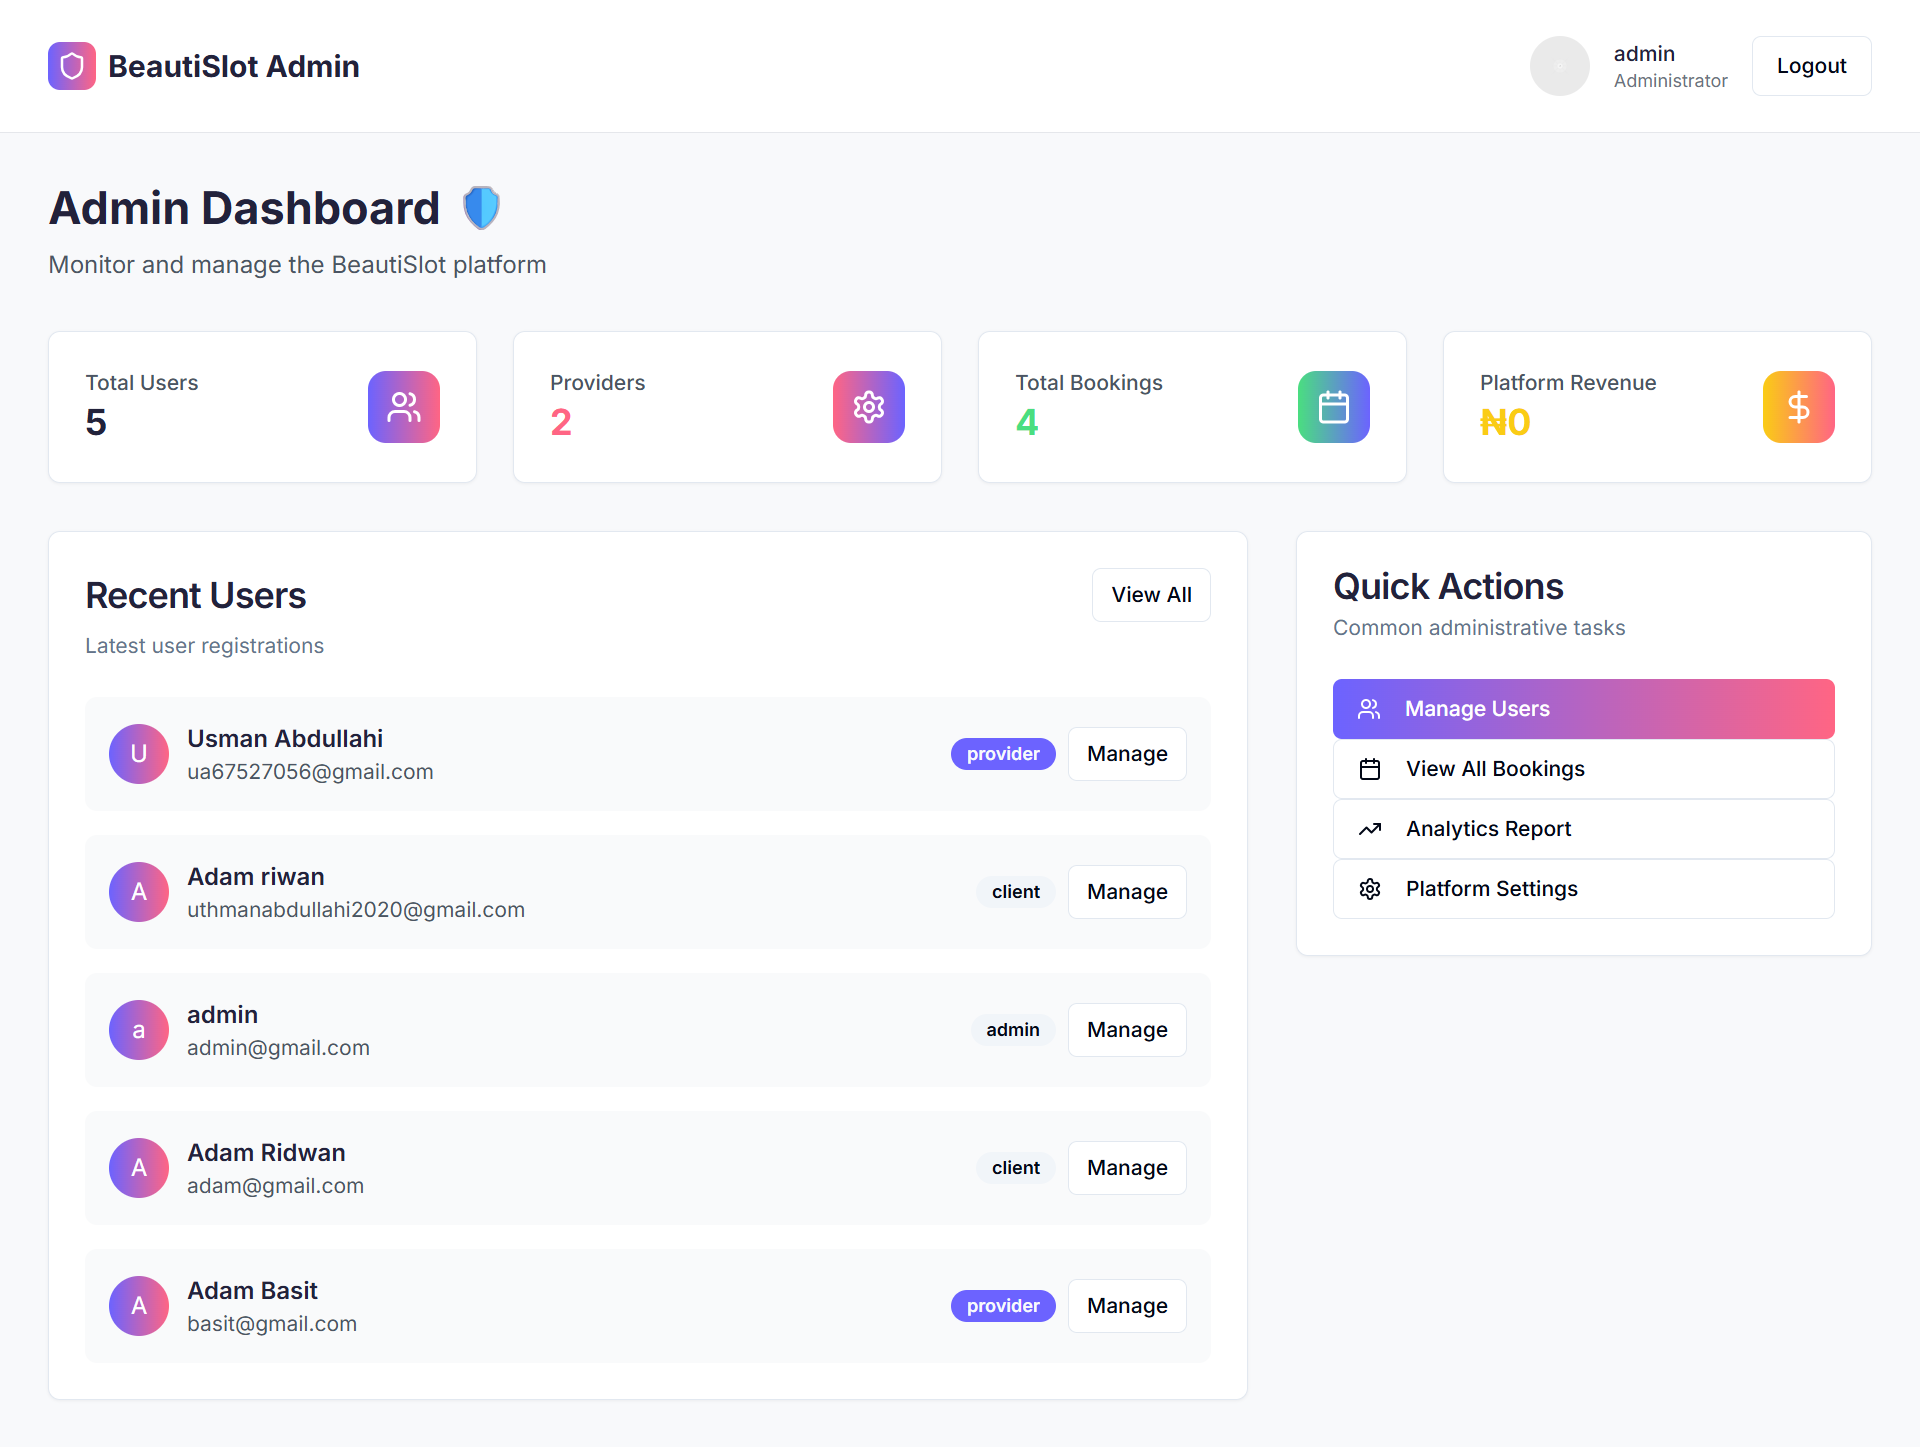 BeautiSlot Admin
admin
Administrator
Logout
Admin Dashboard
Monitor and manage the BeautiSlot platform
Total Users
5
Providers
2
Total Bookings
4
Platform Revenue
₦0
Recent Users
View All
Latest user registrations
U
Usman Abdullahi
ua67527056@gmail.com
provider
Manage
A
Adam riwan
uthmanabdullahi2020@gmail.com
client
Manage
a
admin
admin@gmail.com
admin
Manage
A
Adam Ridwan
adam@gmail.com
client
Manage
A
Adam Basit
basit@gmail.com
provider
Manage
Quick Actions
Common administrative tasks
Manage Users
View All Bookings
Analytics Report
Platform Settings